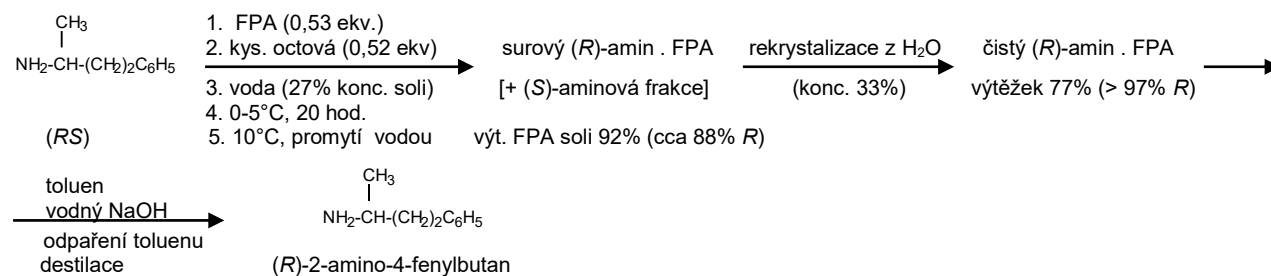 CH3
NH2-CH-(CH2)2C6H5
(RS)
1. FPA (0,53 ekv.)
2. kys. octová (0,52 ekv)
3. voda (27% konc. soli)
4. 0-5°C, 20 hod.
5. 10°C, promytí vodou
surový (R)-amin . FPA
[+ (S)-aminová frakce]
výt. FPA soli 92% (cca 88% R)
rekrystalizace z H2O
(konc. 33%)
čistý (R)-amin . FPA
výtěžek 77% (> 97% R)
toluen
vodný NaOH
odpaření toluenu
destilace
CH3
NH2-CH-(CH2)2C6H5
(R)-2-amino-4-fenylbutan